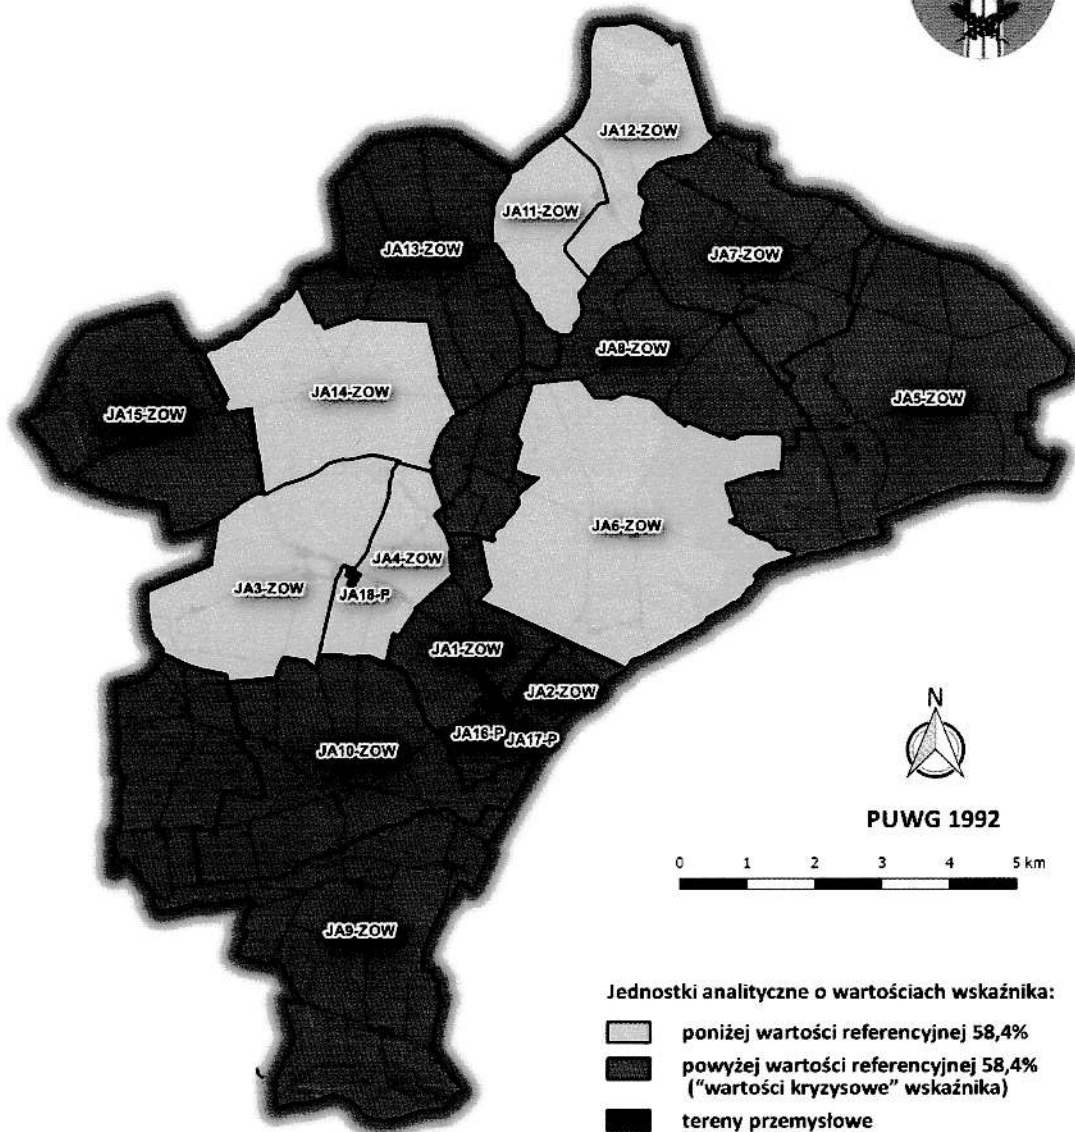 JA12-ZOW
JA11-ZOW
JA13-ZOW
JA7-ZOW
JA8-ZOW
JA14-ZOW
JA15-ZOW
JA5-ZOW
JA6-ZOW
JA4-ZOW
JA3-ZOW
JA18-P
JA1-ZOW
JA2-ZOW
JA16-P
JA17-P
JA10-ZOW
JA9-ZOW
N
PUWG 1992
0 1 2 3 4 5 km
Jednostki analityczne o wartościach wskaźnika:
poniżej wartości referencyjnej 58,4%
powyżej wartości referencyjnej 58,4%
("wartości kryzysowe" wskaźnika)
tereny przemysłowe